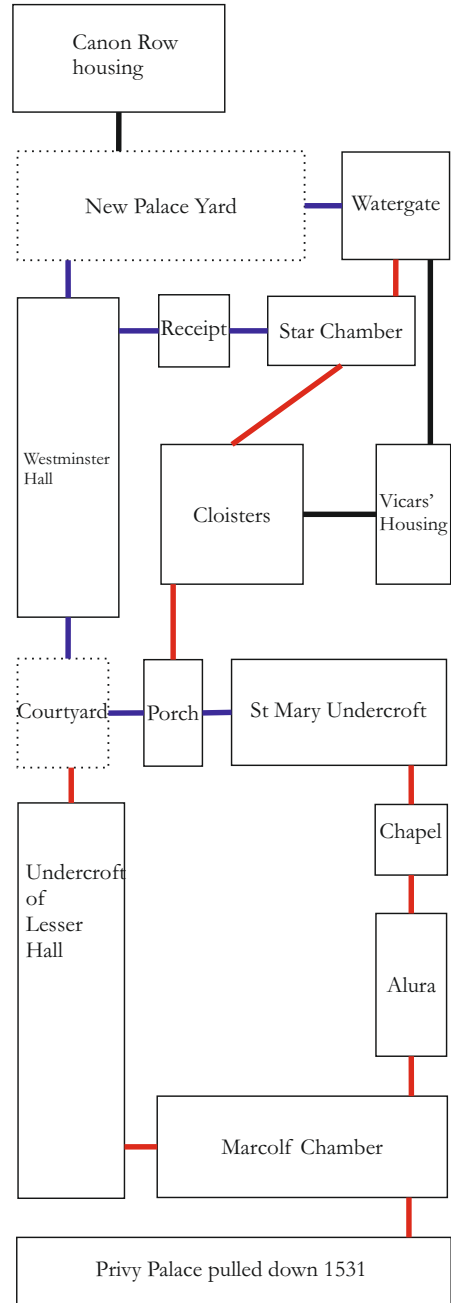 Canon Row
housing
New Palace Yard
Watergate
Receipt
Star Chamber
Westminster
Hall
Cloisters
Vicars'
Housing
Courtyard
Porch
St Mary Undercroft
Chapel
Undercroft
of
Lesser
Hall
Alura
Marcolf Chamber
Privy Palace pulled down 1531